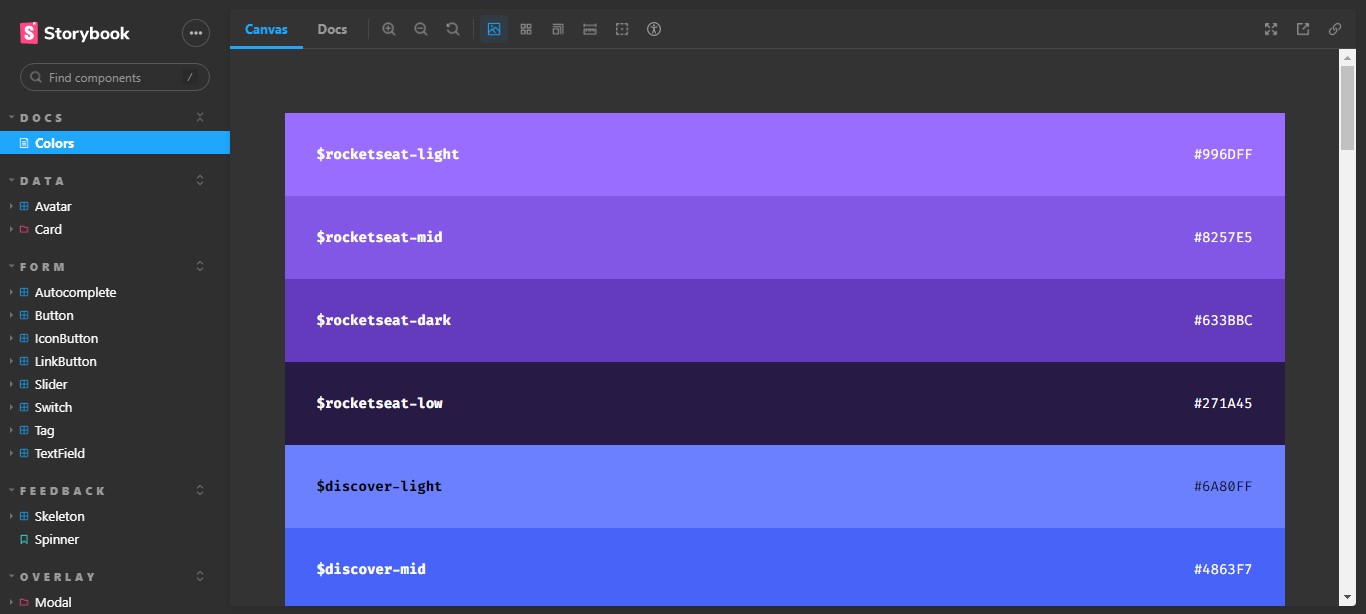 Storybook
Find components /
DOCS
Colors
DATA
Avatar
Card
FORM
Autocomplete
Button
IconButton
LinkButton
Slider
Switch
Tag
TextField
FEEDBACK
Skeleton
Spinner
OVERLAY
Modal
Canvas Docs
$rocketseat-light #996DFF
$rocketseat-mid #8257E5
$rocketseat-dark #633BBC
$rocketseat-low #271A45
$discover-light #6A80FF
$discover-mid #4863F7